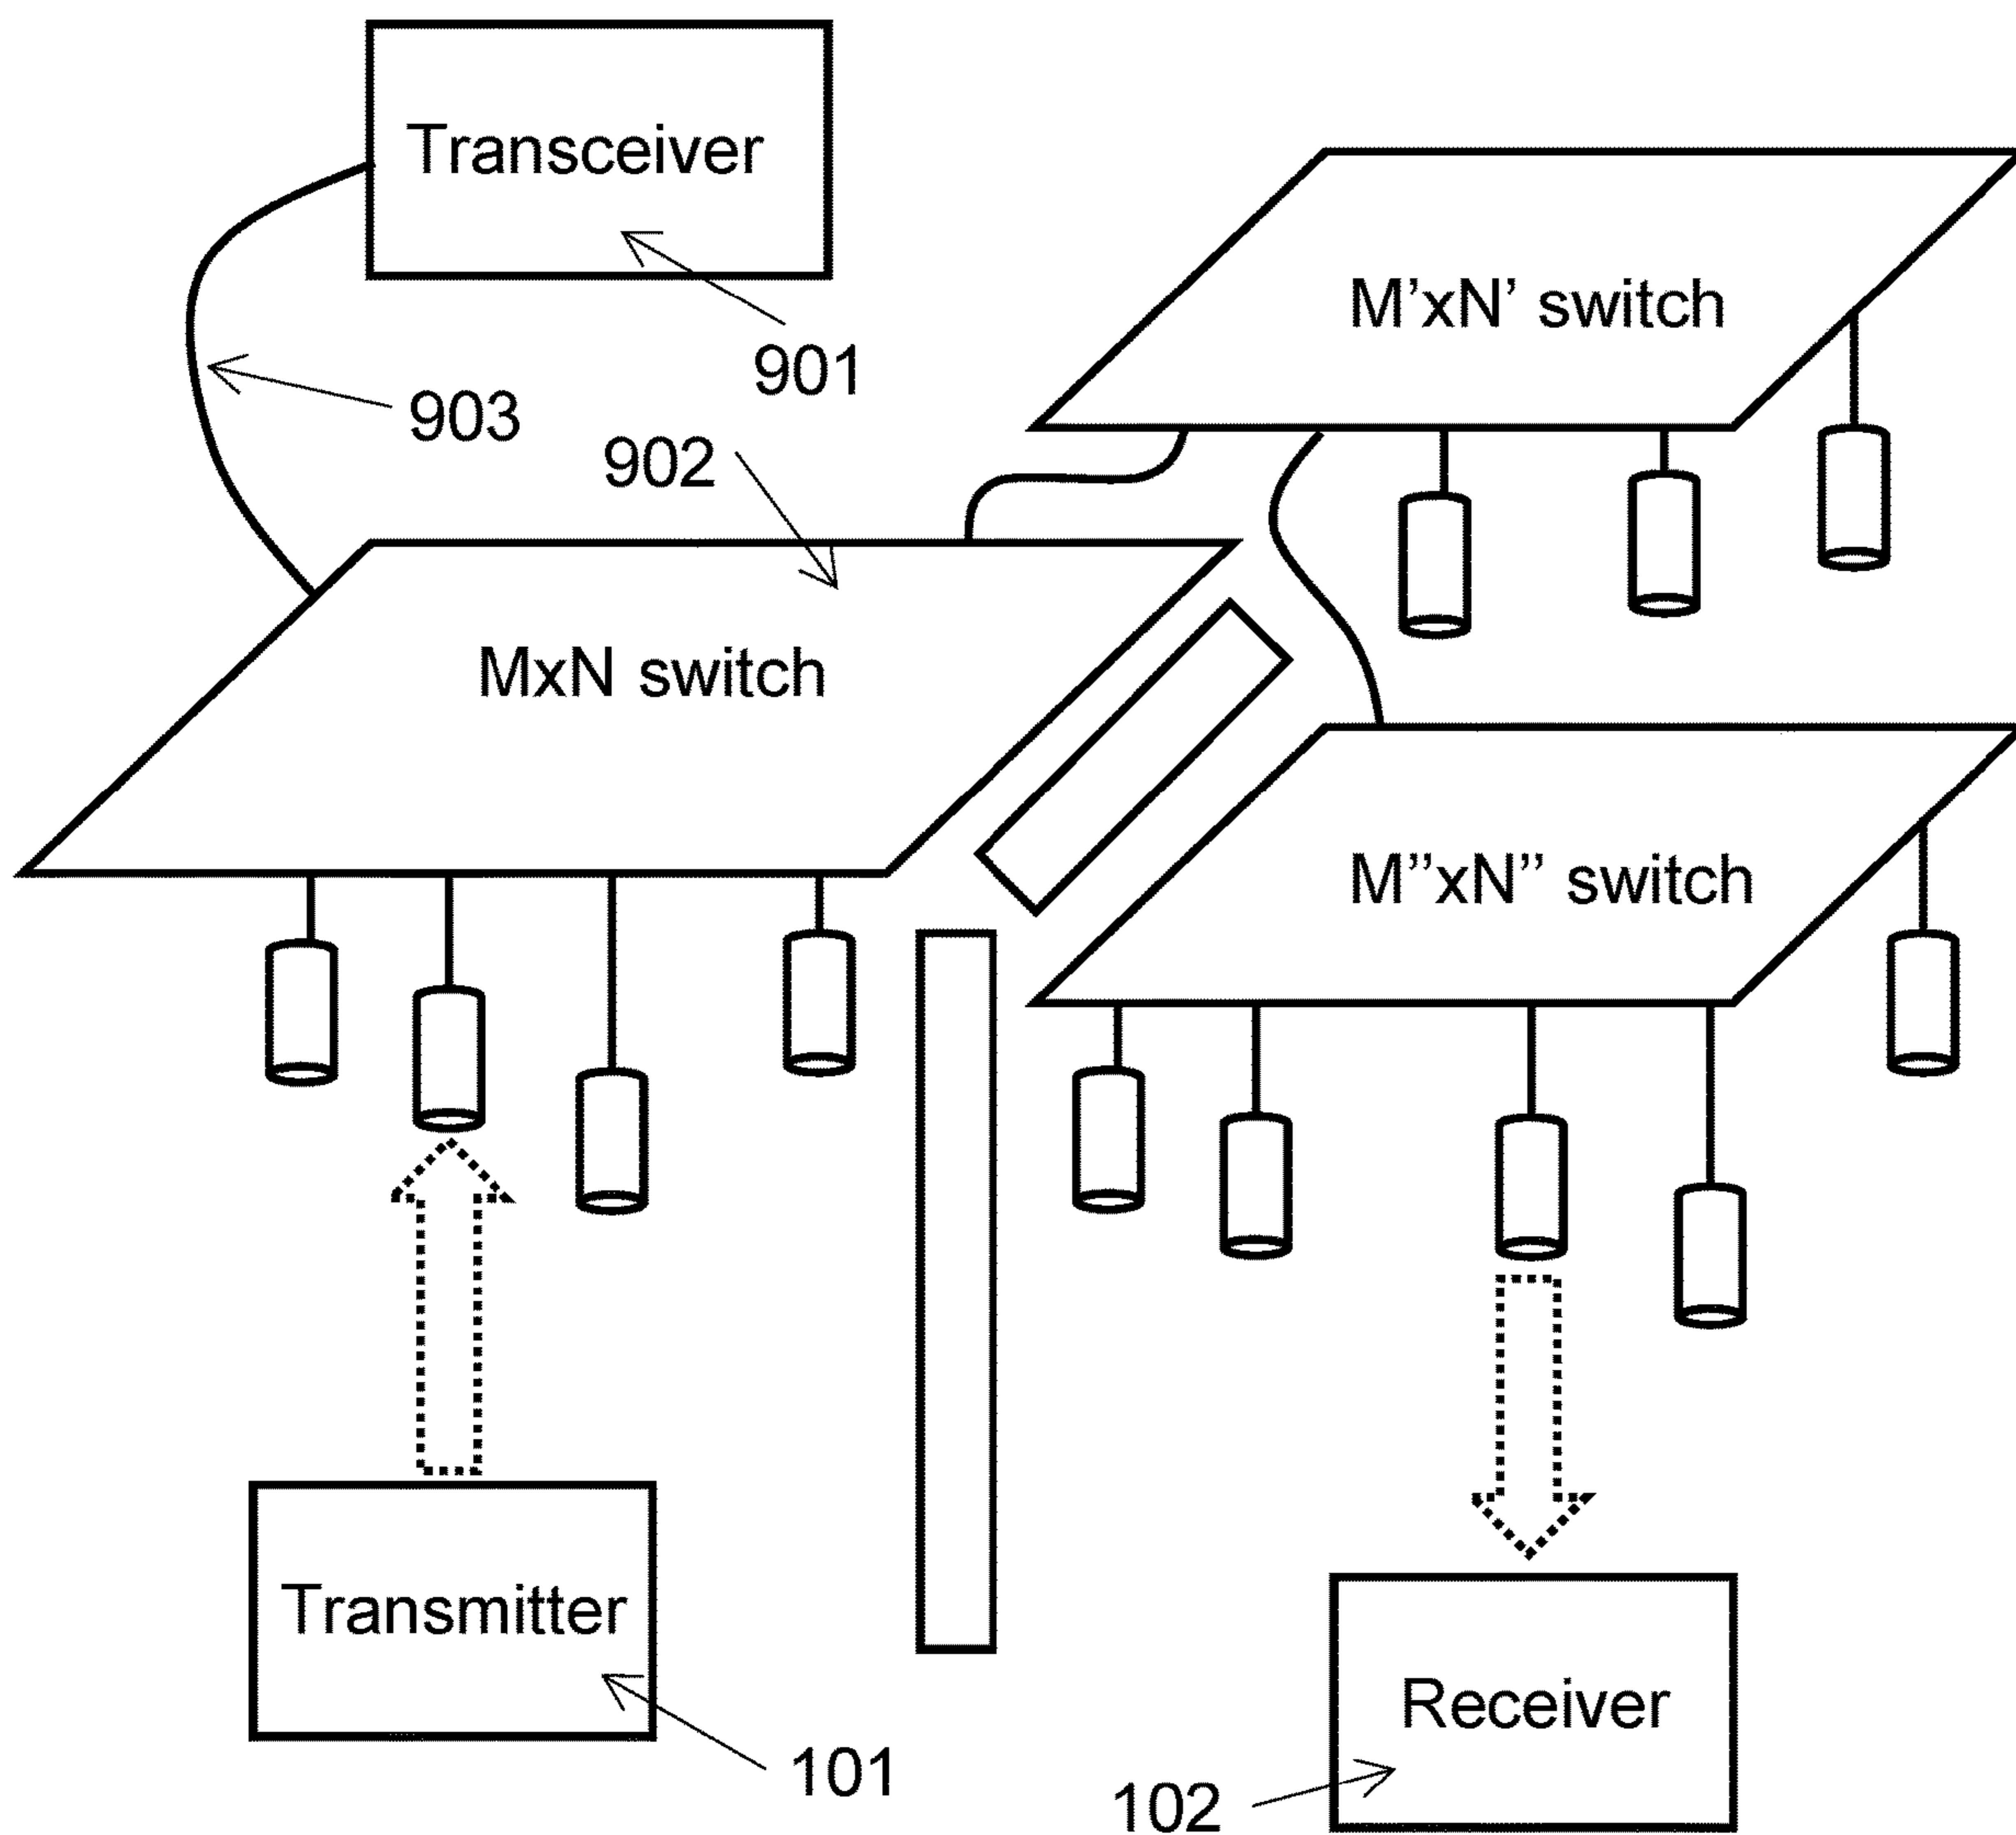 Transceiver
M’xN’ switch
901
903
902
MxN switch
M’’xN’’ switch
Transmitter
Receiver
101
102